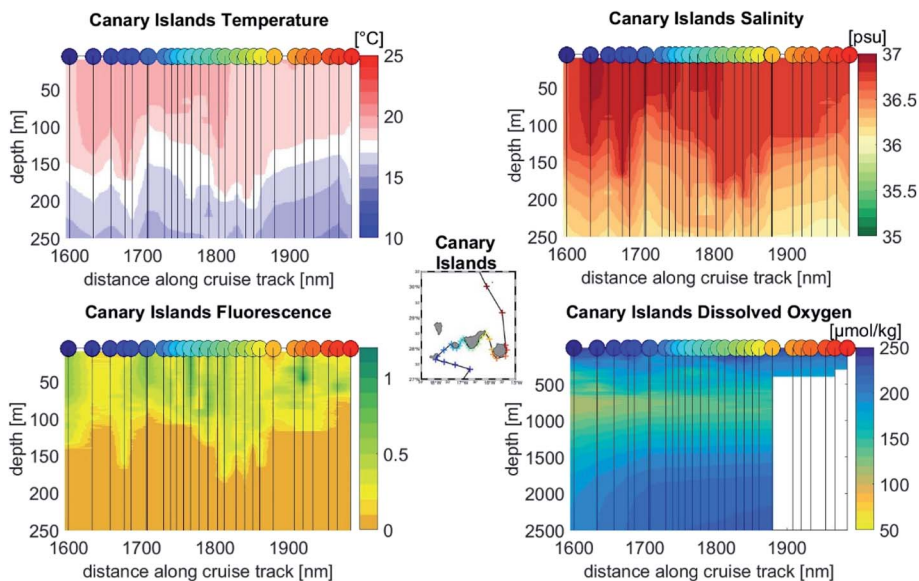 Canary Islands Temperature
[°C]
25
20
15
10
50
100
150
200
250
depth [m]
1600 1700 1800 1900
distance along cruise track [nm]
Canary Islands Salinity
[psu]
37
36.5
36
35.5
35
50
100
150
200
250
depth [m]
1600 1700 1800 1900
distance along cruise track [nm]
Canary
Islands
Canary Islands Fluorescence
1
0.5
0
50
100
150
200
250
depth [m]
1600 1700 1800 1900
distance along cruise track [nm]
Canary Islands Dissolved Oxygen
[µmol/kg]
250
200
150
100
50
500
1000
1500
2000
2500
depth [m]
1600 1700 1800 1900
distance along cruise track [nm]